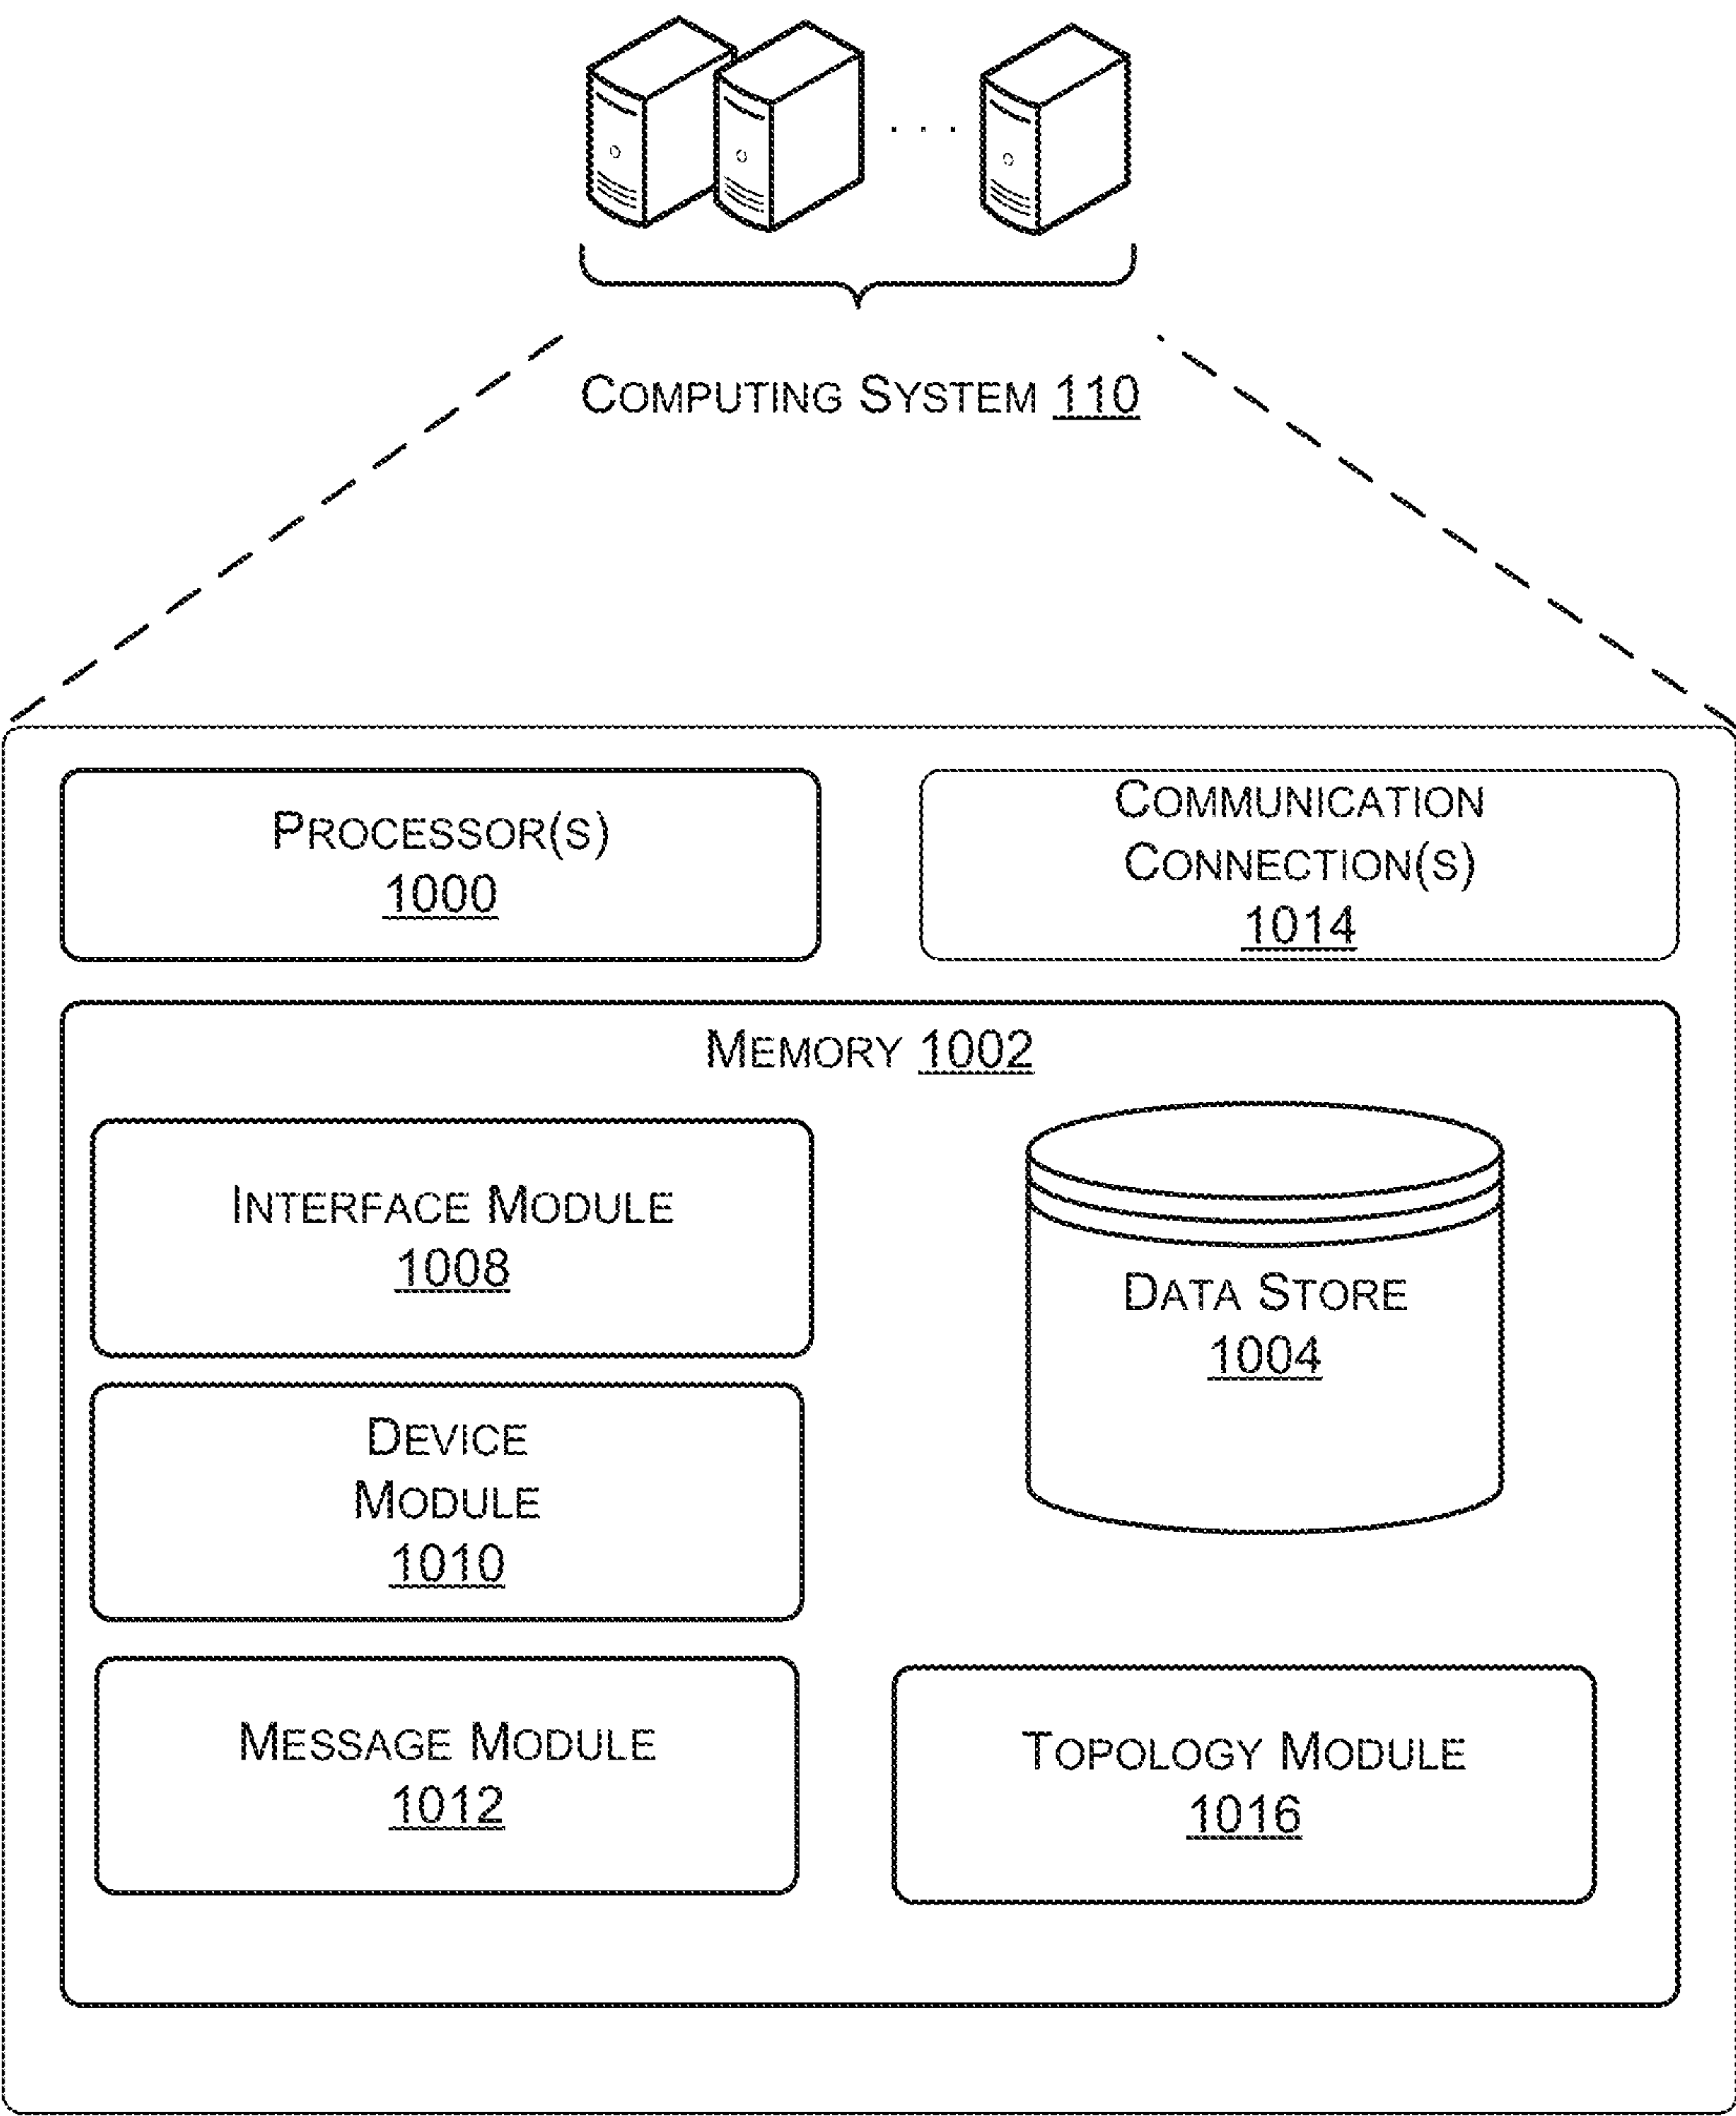 COMPUTING SYSTEM 110
PROCESSOR(S)
1000
COMMUNICATION
CONNECTION(S)
1014
MEMORY 1002
INTERFACE MODULE
1008
DATA STORE
1004
DEVICE
MODULE
1010
MESSAGE MODULE
1012
TOPOLOGY MODULE
1016